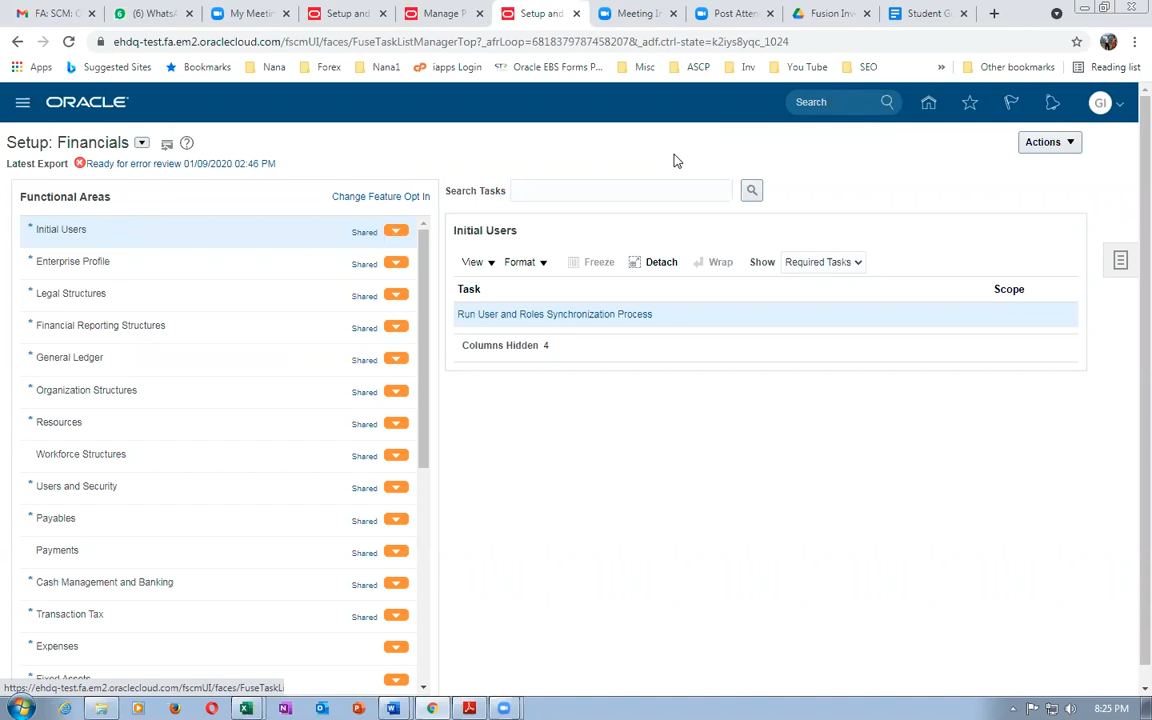 FA: SCM: C
(6) WhatsA
My Meeti
Setup and
Manage P
Setup and
Meeting I
Post Atten
Fusion Inv
Student G
ehdq-test.fa.em2.oraclecloud.com/fscmUI/faces/FuseTaskListManagerTop?_afrLoop=6818379787458207&_adf.ctrl-state=k2iys8yqc_1024
Apps
Suggested Sites
Bookmarks
Nana
Forex
Nana1
iapps Login
Oracle EBS Forms P...
Misc
ASCP
Inv
You Tube
SEO
»
Other bookmarks
Reading list
ORACLE
Search
GI
Setup: Financials
Actions
Latest Export Ready for error review 01/09/2020 02:46 PM
Functional Areas
Change Feature Opt In
Search Tasks
* Initial Users Shared
* Enterprise Profile Shared
* Legal Structures Shared
* Financial Reporting Structures Shared
* General Ledger Shared
* Organization Structures Shared
* Resources Shared
Workforce Structures Shared
* Users and Security Shared
* Payables Shared
Payments Shared
* Cash Management and Banking Shared
* Transaction Tax Shared
* Expenses
* Fixed Assets
Initial Users
View Format Freeze Detach Wrap Show Required Tasks
Task Scope
Run User and Roles Synchronization Process
Columns Hidden 4
https://ehdq-test.fa.em2.oraclecloud.com/fscmUI/faces/FuseTaskLi
8:25 PM